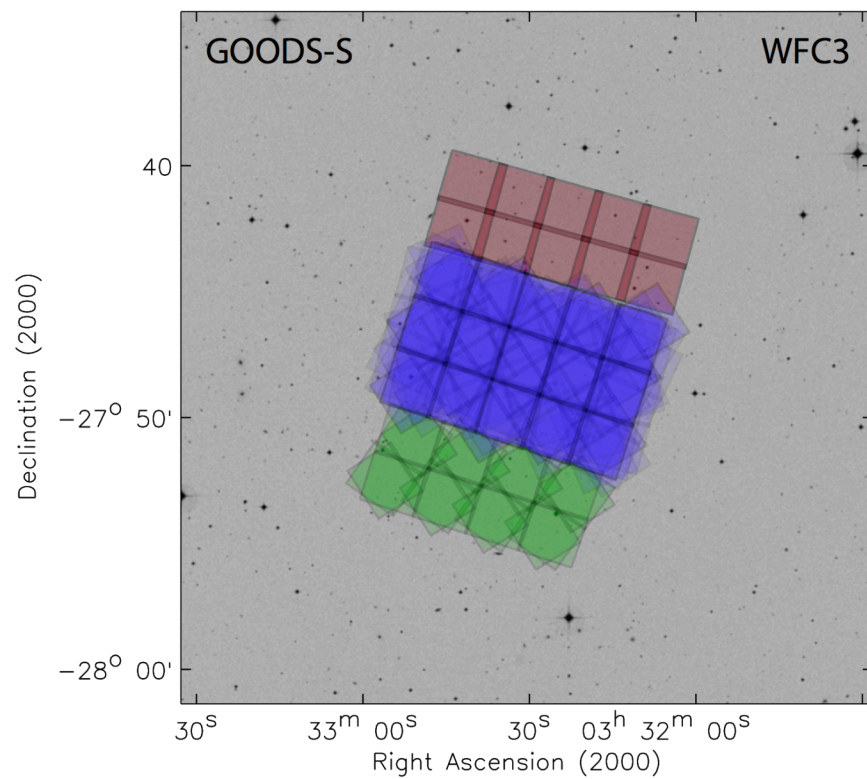 GOODS-S WFC3
40
−27° 50'
−28° 00'
30ˢ 33ᵐ 00ˢ 30ˢ 03ʰ 32ᵐ 00ˢ
Right Ascension (2000)
Declination (2000)